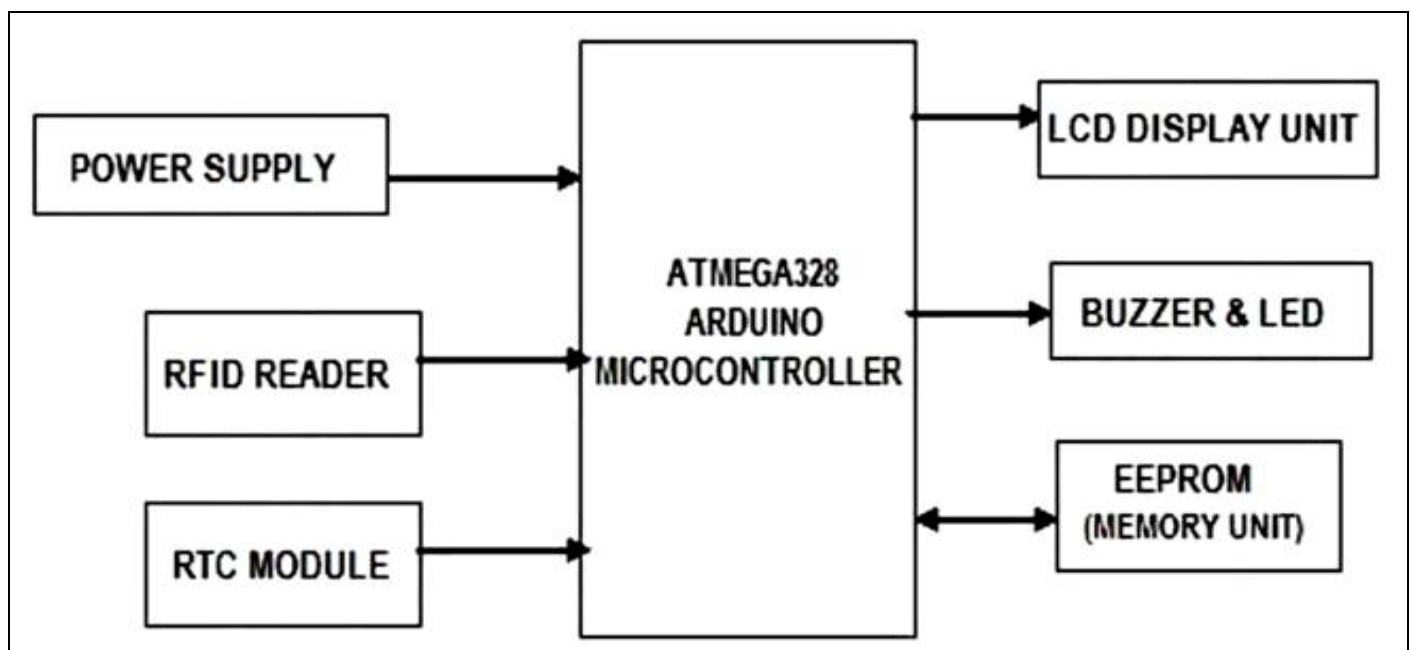 POWER SUPPLY
RFID READER
RTC MODULE
ATMEGA328
ARDUINO
MICROCONTROLLER
LCD DISPLAY UNIT
BUZZER & LED
EEPROM
(MEMORY UNIT)